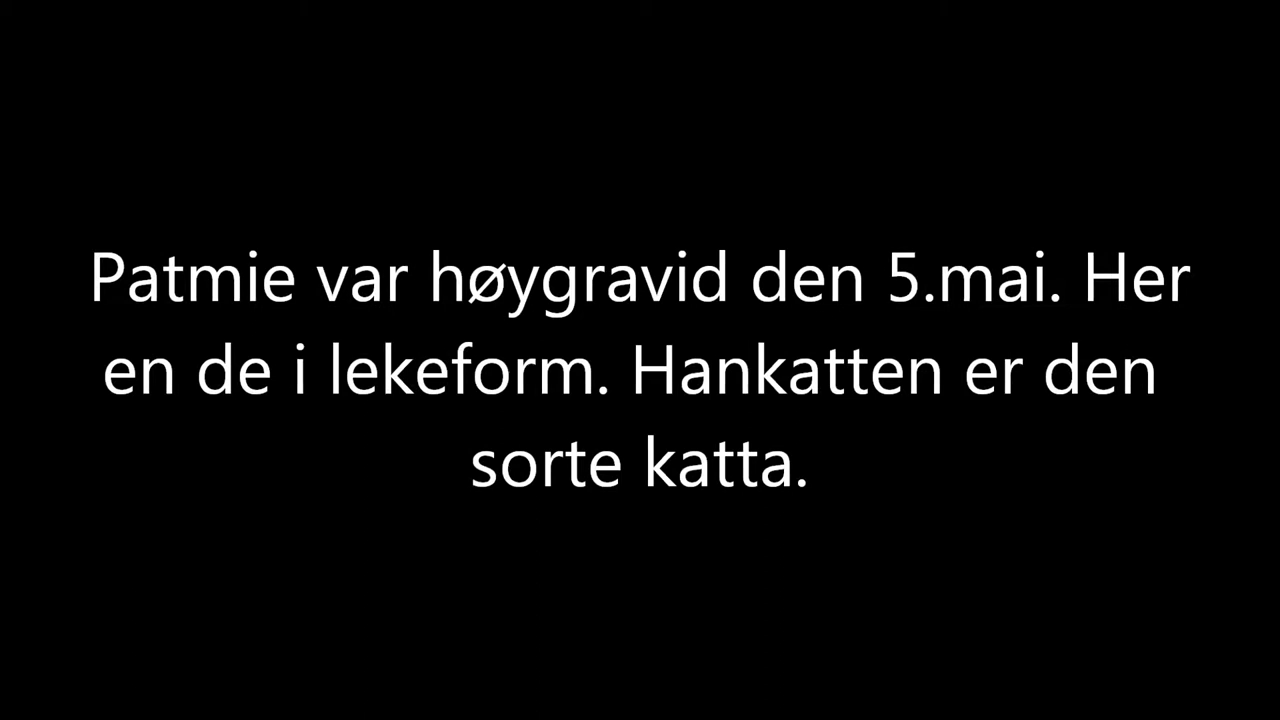 Patmie var høygravid den 5.mai. Her
en de i lekeform. Hankatten er den
sorte katta.